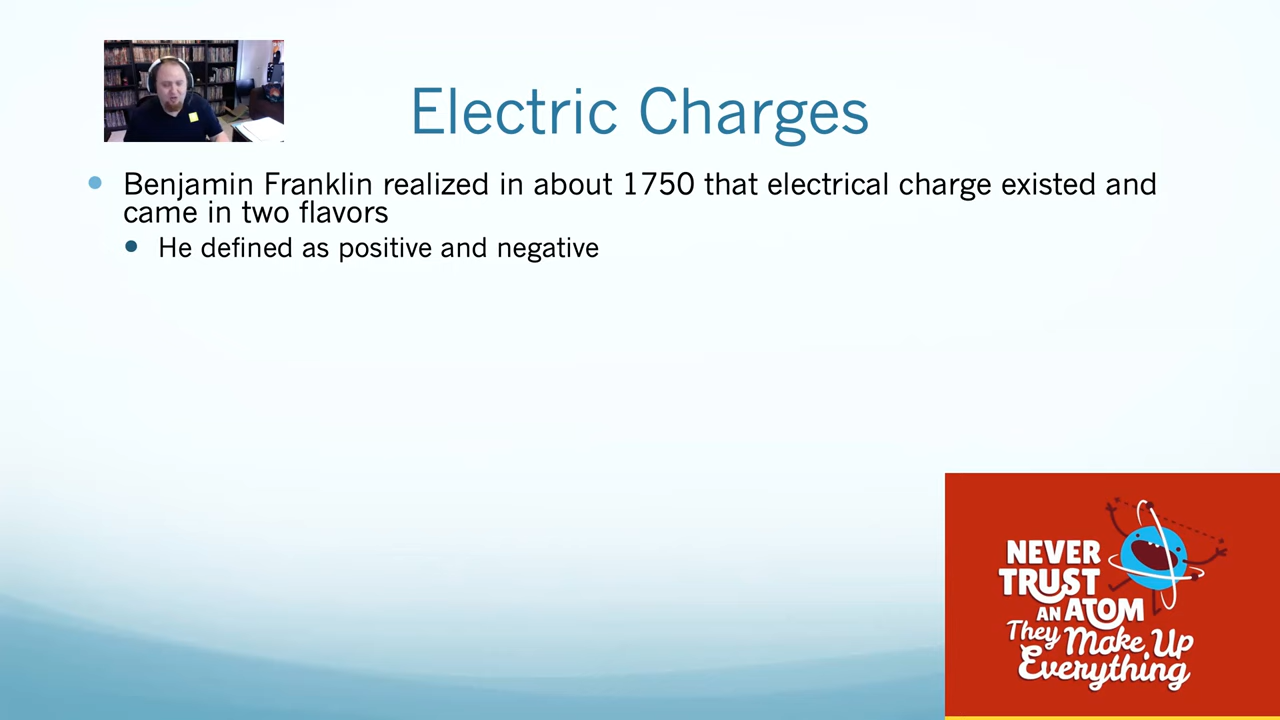 Electric Charges
Benjamin Franklin realized in about 1750 that electrical charge existed and
came in two flavors
He defined as positive and negative
NEVER
TRUST
AN ATOM
They Make Up
Everything